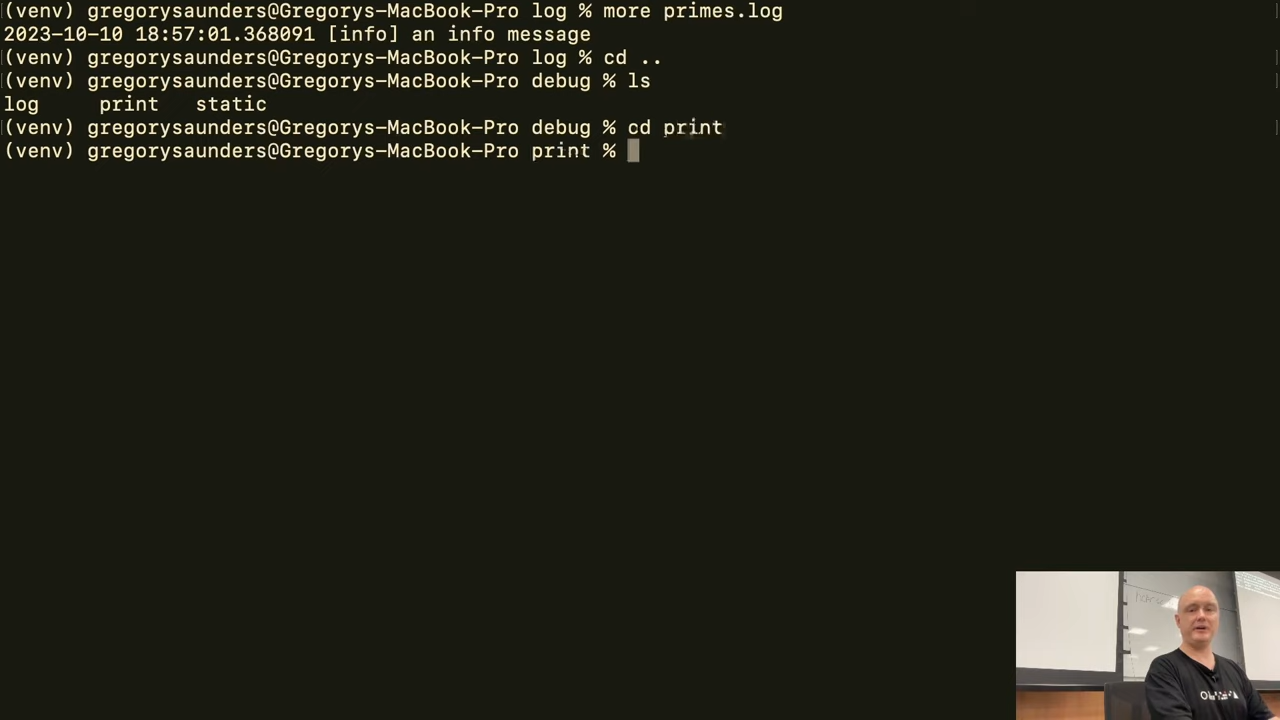 (venv) gregorysaunders@Gregorys-MacBook-Pro log % more primes.log
2023-10-10 18:57:01.368091 [info] an info message
(venv) gregorysaunders@Gregorys-MacBook-Pro log % cd ..
(venv) gregorysaunders@Gregorys-MacBook-Pro debug % ls
log     print   static
(venv) gregorysaunders@Gregorys-MacBook-Pro debug % cd print
(venv) gregorysaunders@Gregorys-MacBook-Pro print %